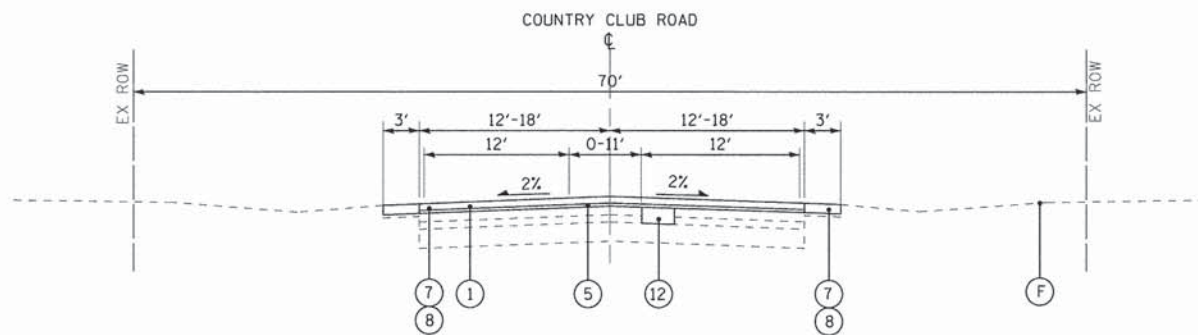 COUNTRY CLUB ROAD
℄
70'
EX ROW
EX ROW
3' 12'-18' 12'-18' 3'
12' 0-11' 12'
2% 2%
7 1 5 12 7 F
8 8